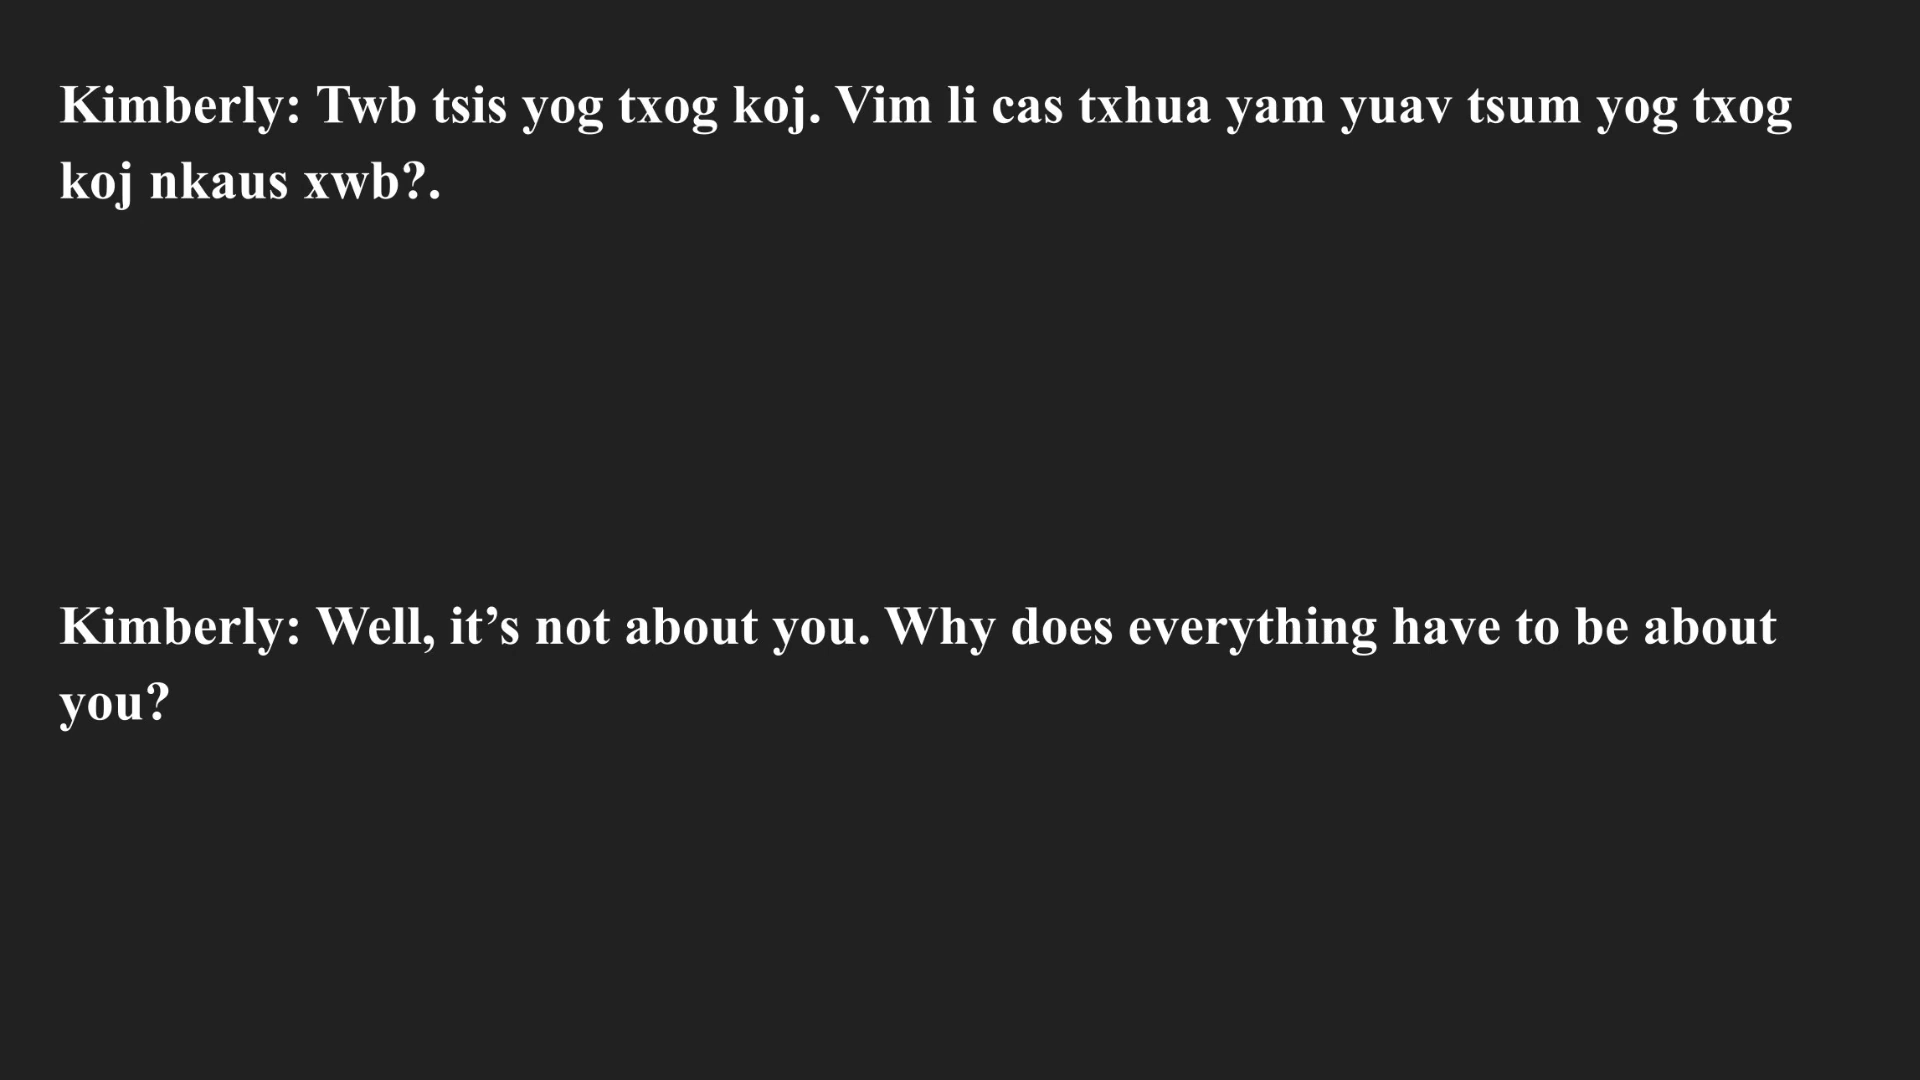 Kimberly: Twb tsis yog txog koj. Vim li cas txhua yam yuav tsum yog txog
koj nkaus xwb?.
Kimberly: Well, it’s not about you. Why does everything have to be about
you?